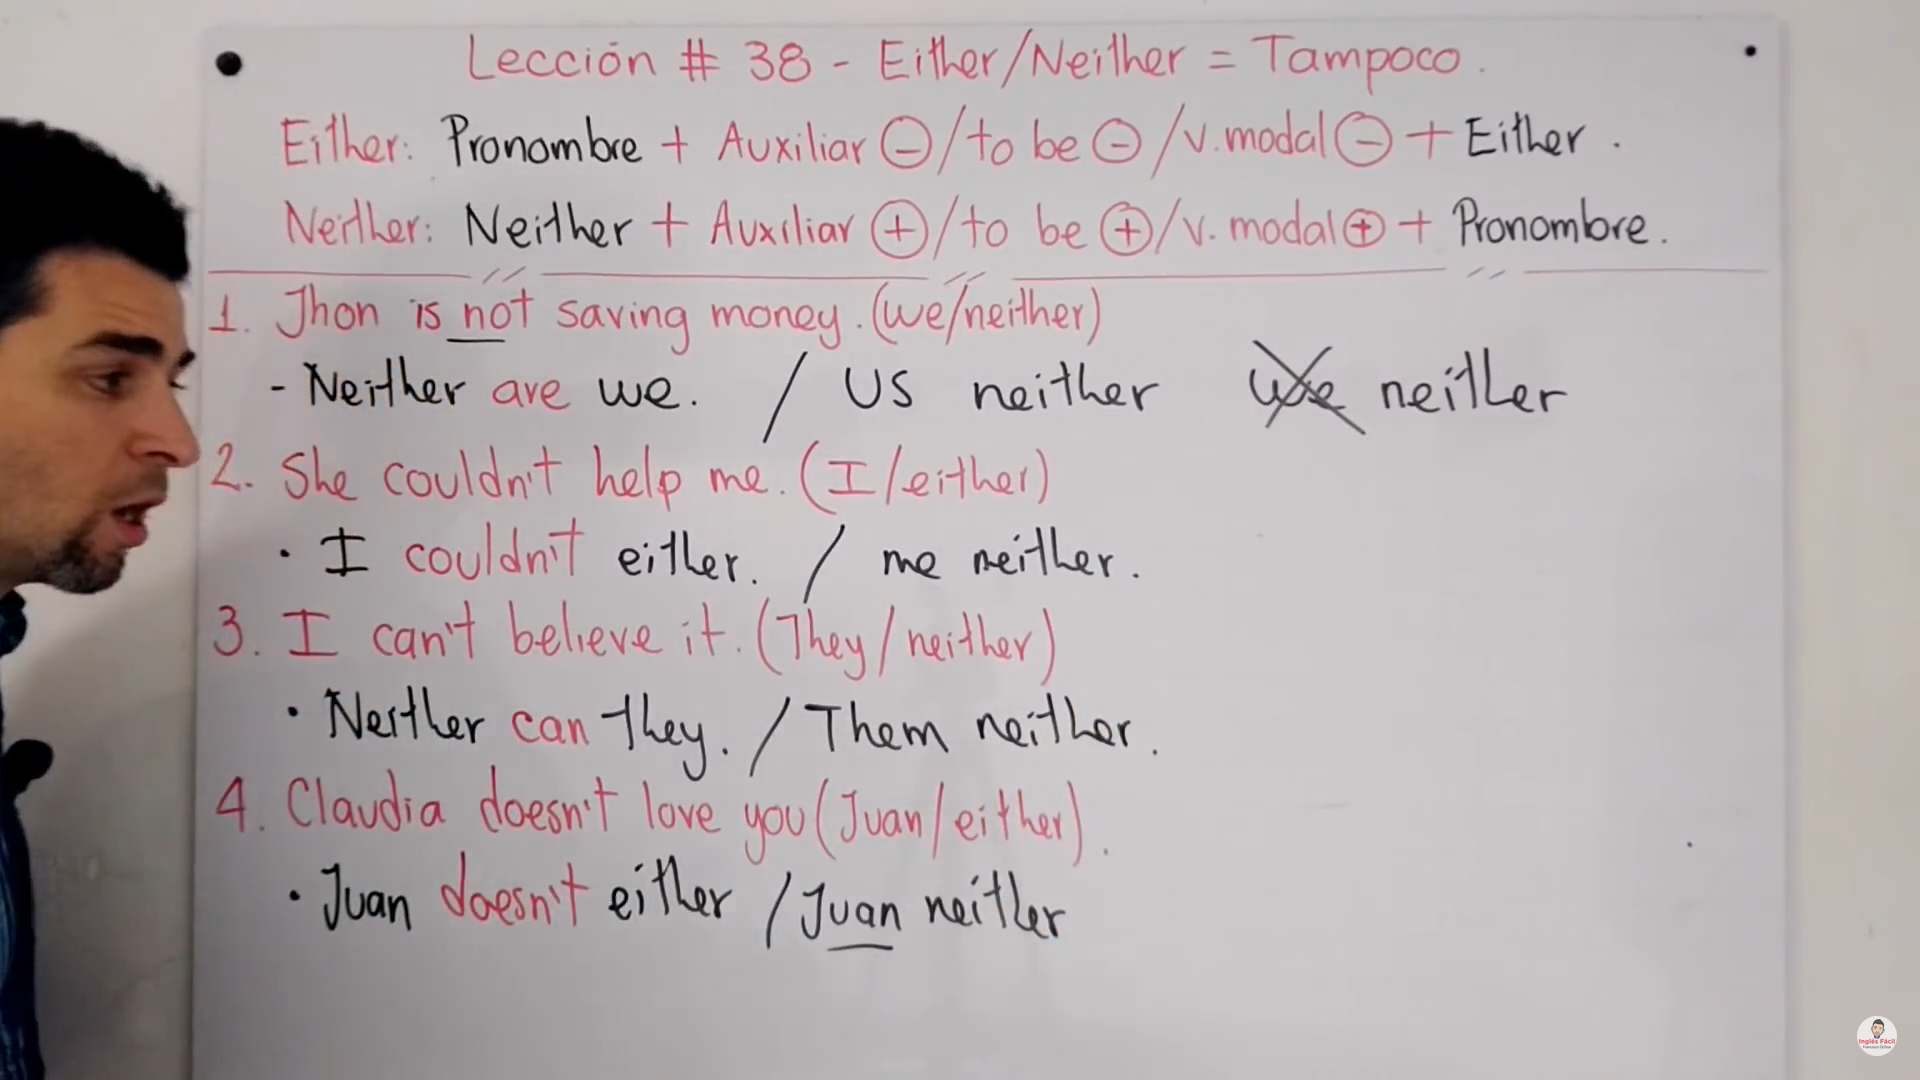 Lección # 38 - Either/Neither = Tampoco.
Either: Pronombre + Auxiliar ⊖/to be ⊖/v.modal ⊖ + Either.
Neither: Neither + Auxiliar ⊕/to be ⊕/v. modal ⊕ + Pronombre.
1. Jhon is not saving money. (we/neither)
- Neither are we. / US neither we neither
2. She couldn't help me. (I/either)
· I couldn't either. / me neither.
3. I can't believe it. (They/neither)
· Neither can they. / Them neither.
4. Claudia doesn't love you (Juan/either).
· Juan doesn't either / Juan neither
Inglés Fácil
Francisco Ochoa